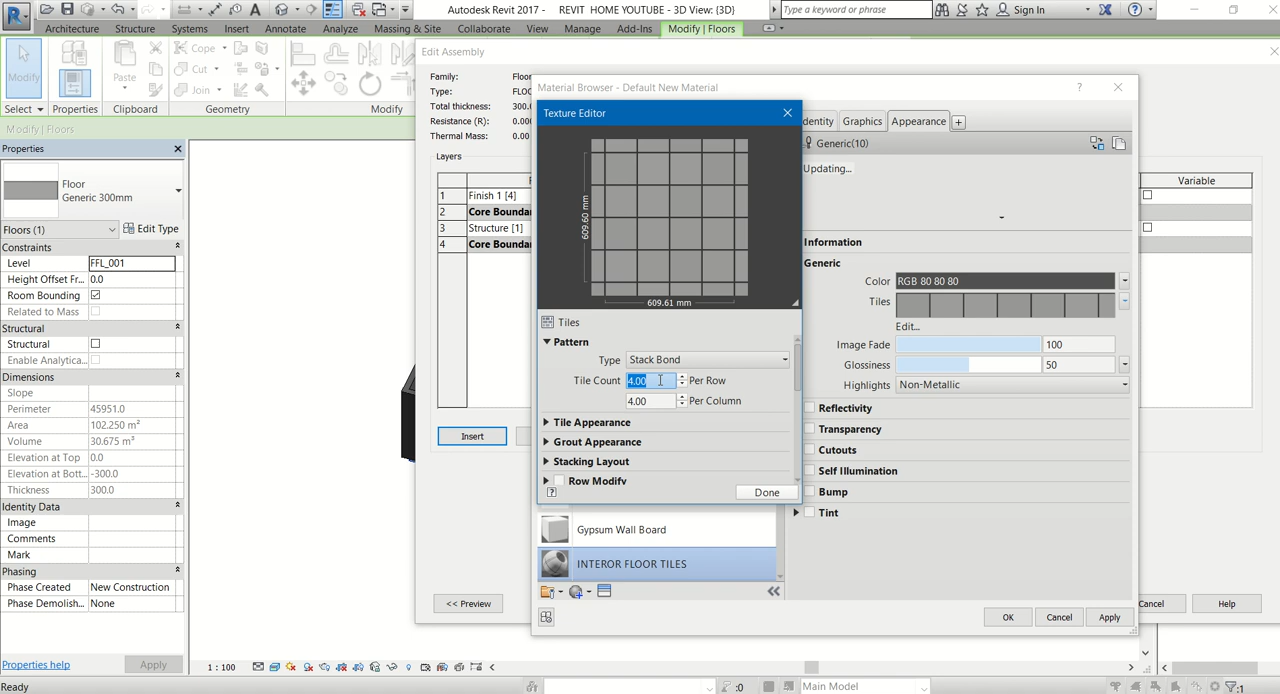 Autodesk Revit 2017 - REVIT HOME YOUTUBE - 3D View: {3D}
Type a keyword or phrase
Sign In
Architecture Structure Systems Insert Annotate Analyze Massing & Site Collaborate View Manage Add-Ins Modify | Floors
Modify
Paste
Cope
Cut
Join
Select Properties Clipboard Geometry Modify
Modify | Floors
Properties
Floor
Generic 300mm
Floors (1) Edit Type
Constraints
Level FFL_001
Height Offset Fr... 0.0
Room Bounding
Related to Mass
Structural
Structural
Enable Analytica...
Dimensions
Slope
Perimeter 45951.0
Area 102.250 m²
Volume 30.675 m³
Elevation at Top 0.0
Elevation at Bott... -300.0
Thickness 300.0
Identity Data
Image
Comments
Mark
Phasing
Phase Created New Construction
Phase Demolish... None
Properties help Apply
Edit Assembly
Family: Floor
Type: FLOO
Total thickness: 300.
Resistance (R): 0.00
Thermal Mass: 0.00
Layers
Variable
1 Finish 1 [4]
2 Core Bounda
3 Structure [1]
4 Core Bounda
Insert
<< Preview
Cancel Help
Material Browser - Default New Material
?
dentity Graphics Appearance +
Generic(10)
Updating...
Information
Generic
Color RGB 80 80 80
Tiles
Edit...
Image Fade 100
Glossiness 50
Highlights Non-Metallic
Reflectivity
Transparency
Cutouts
Self Illumination
Bump
Tint
Gypsum Wall Board
INTEROR FLOOR TILES
OK Cancel Apply
Texture Editor
609.60 mm
609.61 mm
Tiles
Pattern
Type Stack Bond
Tile Count 4.00 Per Row
4.00 Per Column
Tile Appearance
Grout Appearance
Stacking Layout
Row Modify
? Done
1 : 100
Ready
:0
Main Model
:1